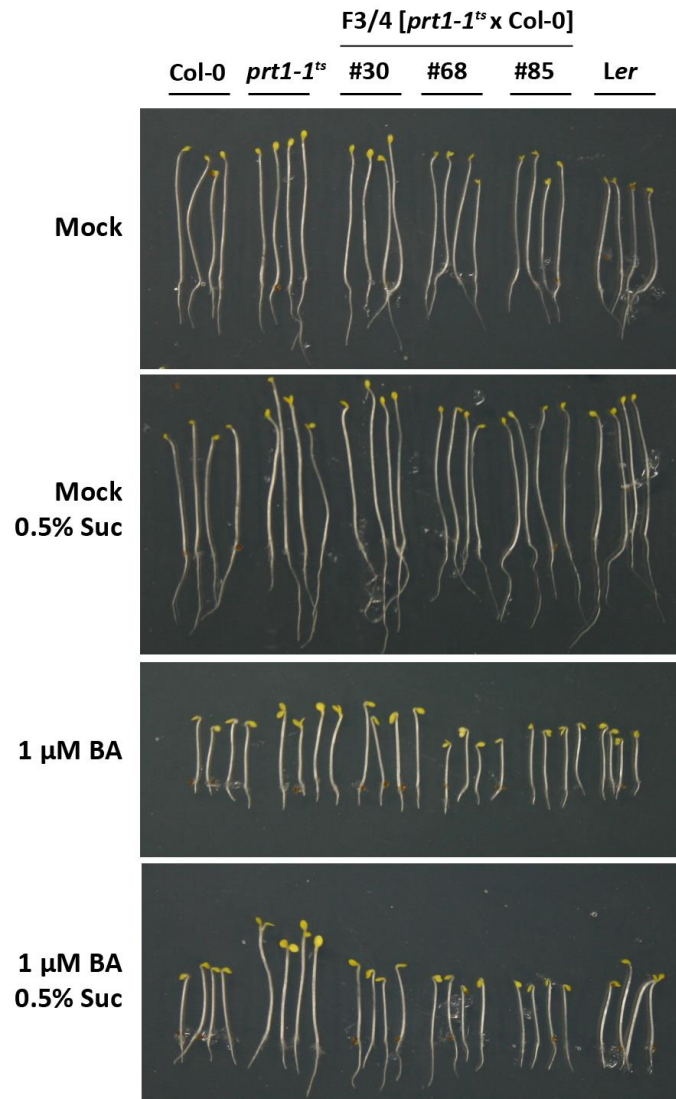 F3/4 [prt1-1ᵗˢ x Col-0]
Col-0 prt1-1ᵗˢ #30 #68 #85 Ler
Mock
Mock
0.5% Suc
1 µM BA
1 µM BA
0.5% Suc